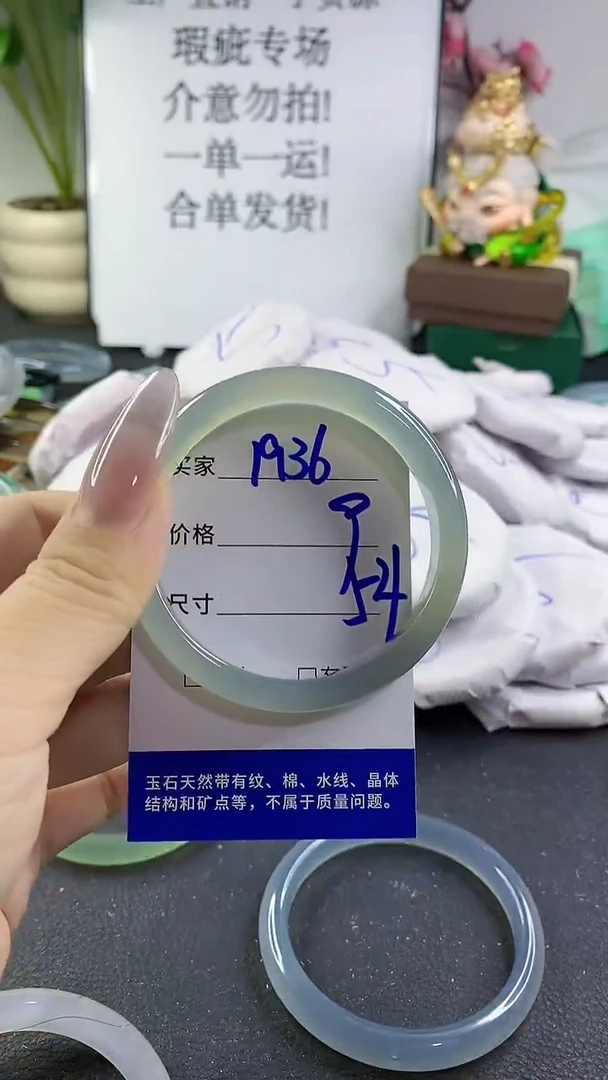 瑕疵专场
介意勿拍!
一单一运!
合单发货!
买家 1936
价格
尺寸 54
玉石天然带有纹、棉、水线、晶体
结构和矿点等，不属于质量问题。